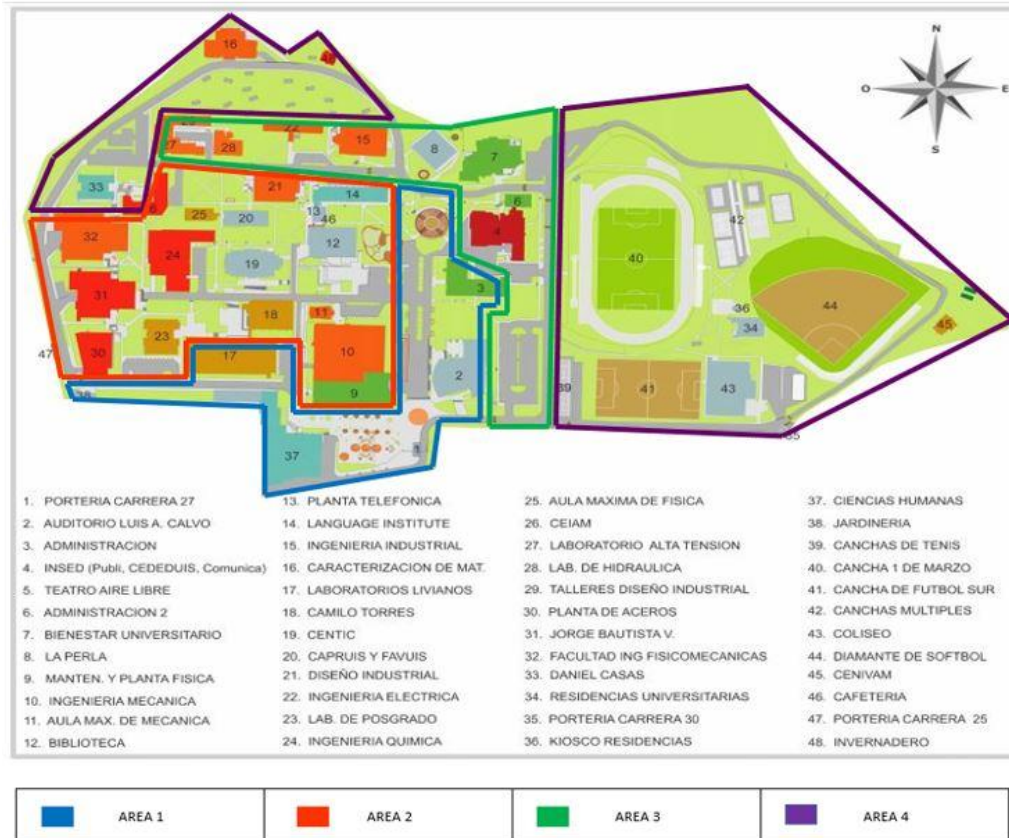 N
O
E
S
16
48
22
15
27
28
8
7
33
21
14
6
25
20
13
46
4
42
32
24
12
40
19
3
31
36
44
18
11
34
45
23
10
47
30
17
2
39
41
43
9
38
1
35
37
1. PORTERIA CARRERA 27
2. AUDITORIO LUIS A. CALVO
3. ADMINISTRACION
4. INSED (Publi, CEDEDUIS, Comunica)
5. TEATRO AIRE LIBRE
6. ADMINISTRACION 2
7. BIENESTAR UNIVERSITARIO
8. LA PERLA
9. MANTEN. Y PLANTA FISICA
10. INGENIERIA MECANICA
11. AULA MAX. DE MECANICA
12. BIBLIOTECA
13. PLANTA TELEFONICA
14. LANGUAGE INSTITUTE
15. INGENIERIA INDUSTRIAL
16. CARACTERIZACION DE MAT.
17. LABORATORIOS LIVIANOS
18. CAMILO TORRES
19. CENTIC
20. CAPRUIS Y FAVUIS
21. DISEÑO INDUSTRIAL
22. INGENIERIA ELECTRICA
23. LAB. DE POSGRADO
24. INGENIERIA QUIMICA
25. AULA MAXIMA DE FISICA
26. CEIAM
27. LABORATORIO ALTA TENSION
28. LAB. DE HIDRAULICA
29. TALLERES DISEÑO INDUSTRIAL
30. PLANTA DE ACEROS
31. JORGE BAUTISTA V.
32. FACULTAD ING FISICOMECANICAS
33. DANIEL CASAS
34. RESIDENCIAS UNIVERSITARIAS
35. PORTERIA CARRERA 30
36. KIOSCO RESIDENCIAS
37. CIENCIAS HUMANAS
38. JARDINERIA
39. CANCHAS DE TENIS
40. CANCHA 1 DE MARZO
41. CANCHA DE FUTBOL SUR
42. CANCHAS MULTIPLES
43. COLISEO
44. DIAMANTE DE SOFTBOL
45. CENIVAM
46. CAFETERIA
47. PORTERIA CARRERA 25
48. INVERNADERO
AREA 1
AREA 2
AREA 3
AREA 4